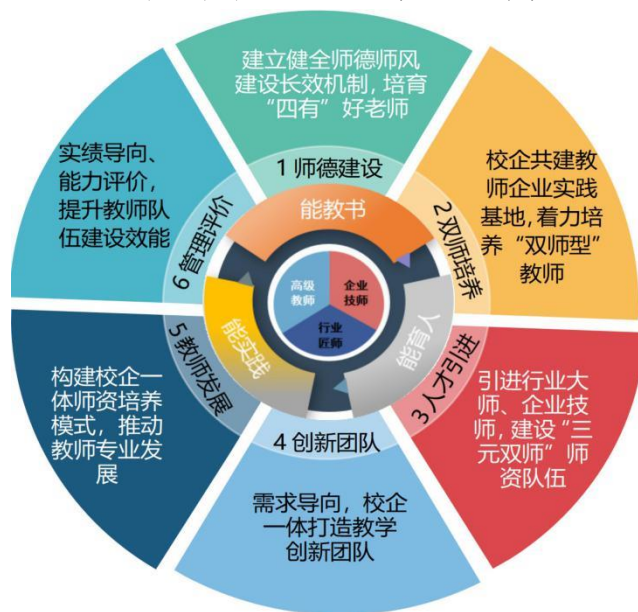 建立健全师德师风
建设长效机制，培育
“四有”好老师
1 师德建设
校企共建教
师企业实践
基地，着力培
养“双师型”
教师
2 双师培养
引进行业大
师、企业技
师，建设“三
元双师”师
资队伍
3人才引进
需求导向，校企
一体打造教学
创新团队
4 创新团队
构建校企一
体师资培养
模式，推动
教师专业发
展
5 教师发展
实绩导向、
能力评价，
提升教师队
伍建设效能
6 管理评价
能教书
能育人
能实践
高级
教师
企业
技师
行业
匠师